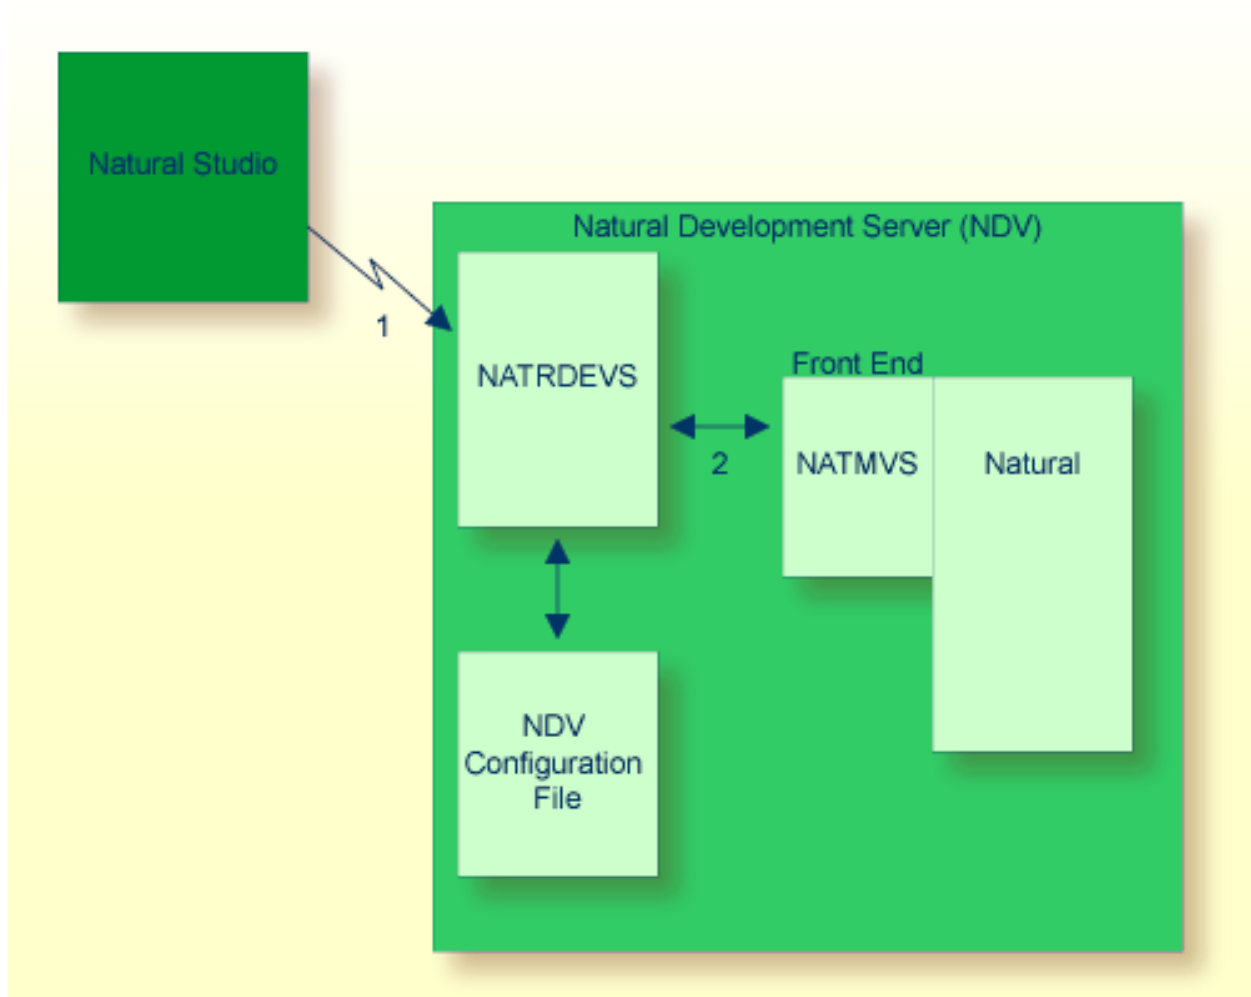 Natural Studio
Natural Development Server (NDV)
1
NATRDEVS
Front End
2
NATMVS
Natural
NDV
Configuration
File